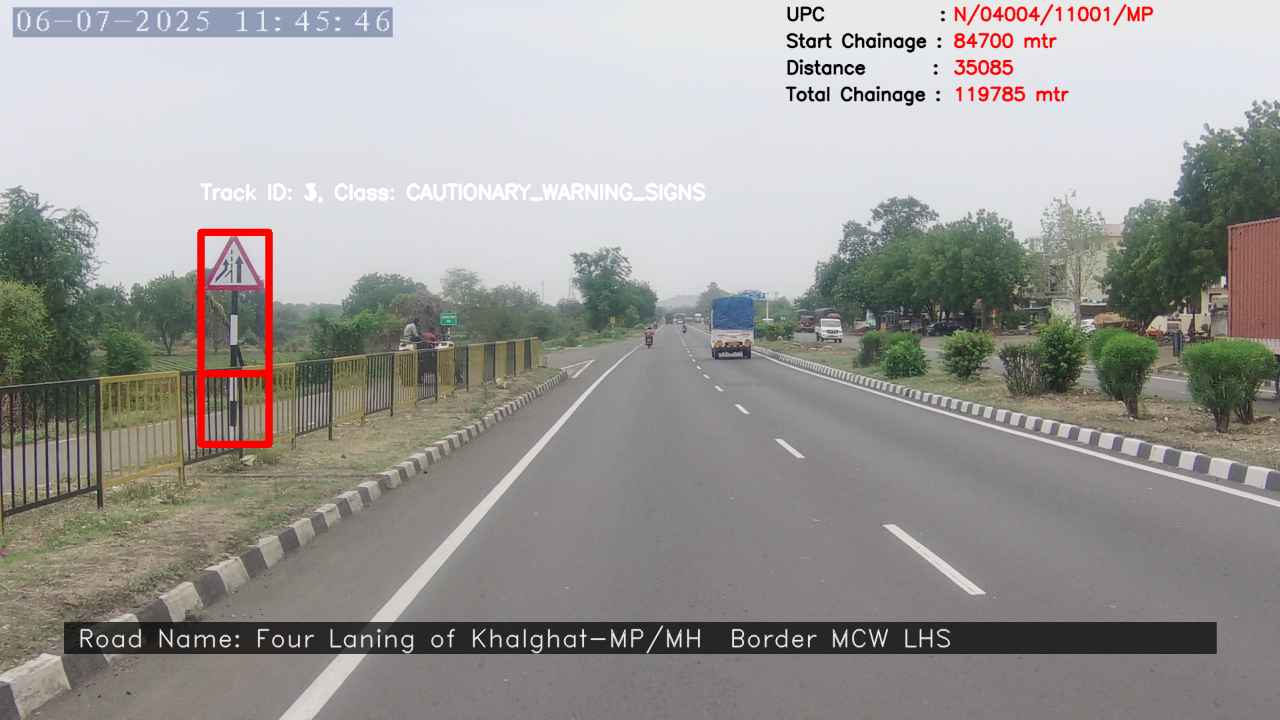 06-07-2025 11:45:46
UPC : N/04004/11001/MP
Start Chainage : 84700 mtr
Distance : 35085
Total Chainage : 119785 mtr
Track ID: 3, Class: CAUTIONARY_WARNING_SIGNS
Road Name: Four Laning of Khalghat-MP/MH Border MCW LHS